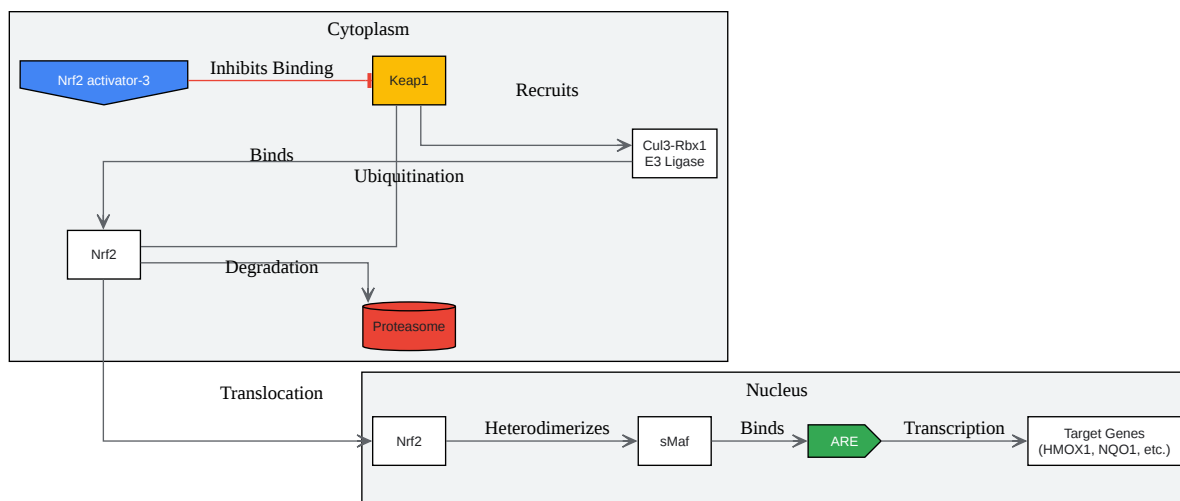 Cytoplasm
Nrf2 activator-3
Inhibits Binding
Keap1
Recruits
Cul3-Rbx1
E3 Ligase
Binds
Ubiquitination
Nrf2
Degradation
Proteasome
Translocation
Nucleus
Nrf2
Heterodimerizes
sMaf
Binds
ARE
Transcription
Target Genes
(HMOX1, NQO1, etc.)